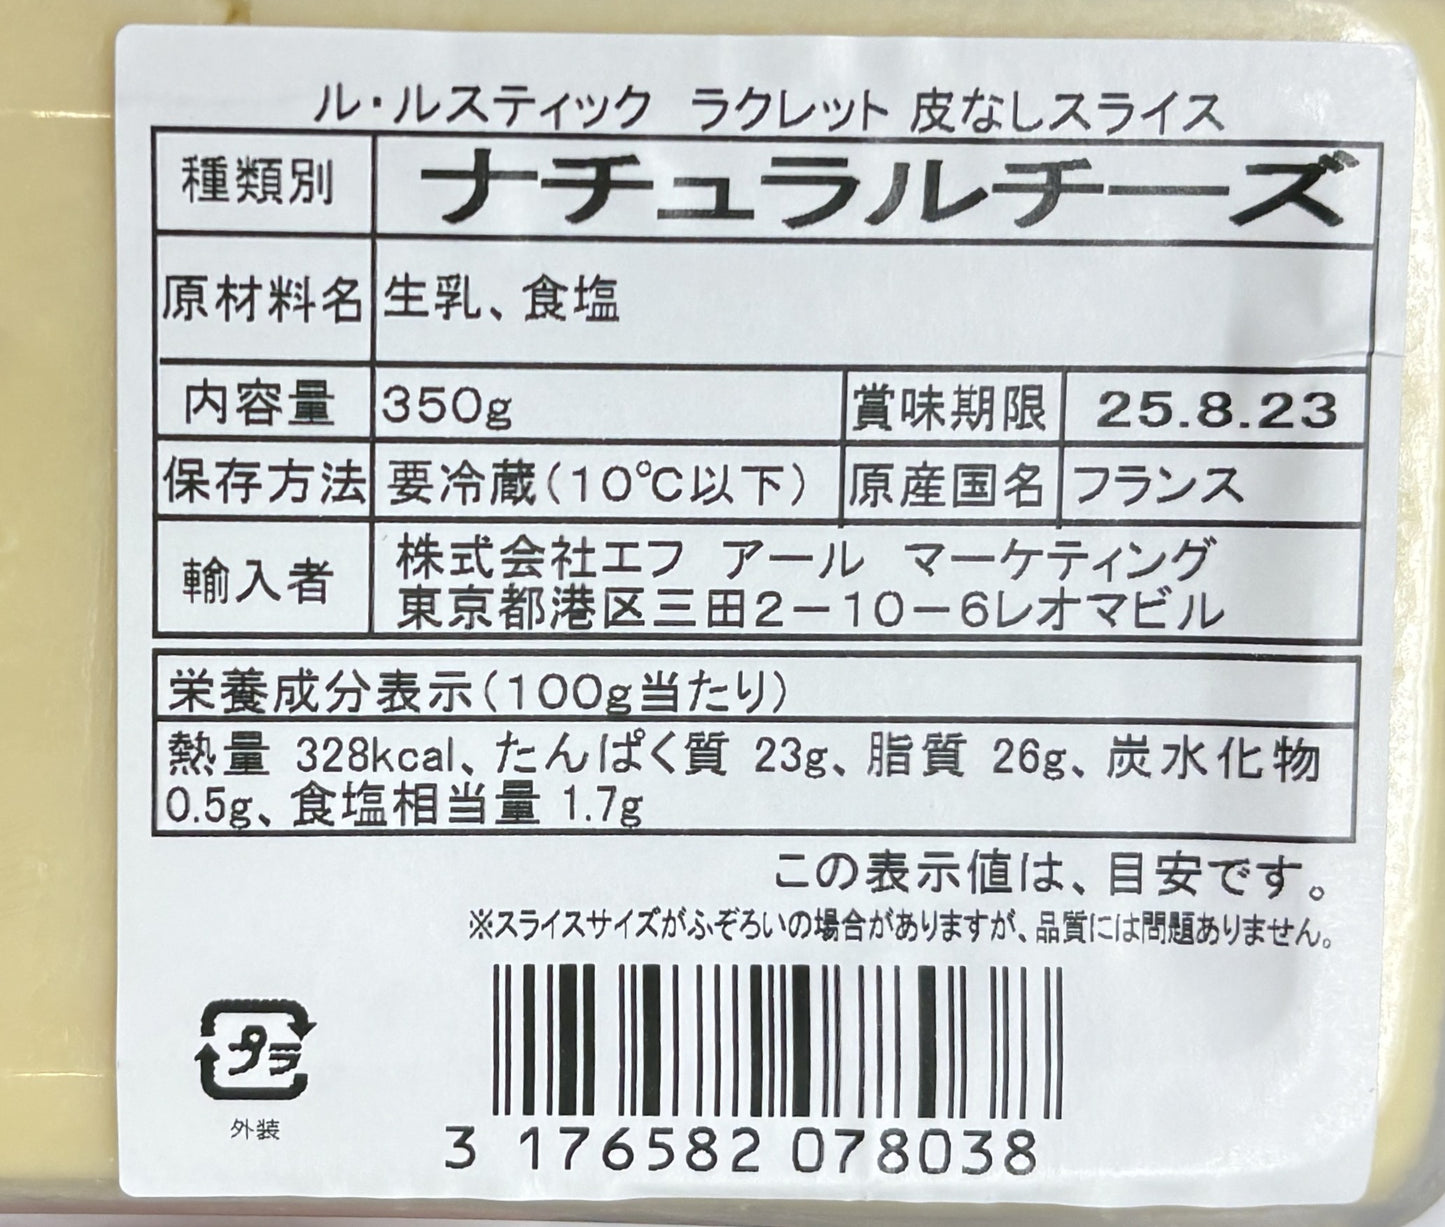 ル・ルスティック ラクレット 皮なしスライス
種類別 ナチュラルチーズ
原材料名 生乳、食塩
内容量 350g 賞味期限 25.8.23
保存方法 要冷蔵(10℃以下) 原産国名 フランス
輸入者 株式会社エフ アール マーケティング
東京都港区三田2-10-6レオマビル
栄養成分表示(100g当たり)
熱量 328kcal、たんぱく質 23g、脂質 26g、炭水化物
0.5g、食塩相当量 1.7g
この表示値は、目安です。
※スライスサイズがふぞろいの場合がありますが、品質には問題ありません。
プラ
外装
3 176582 078038